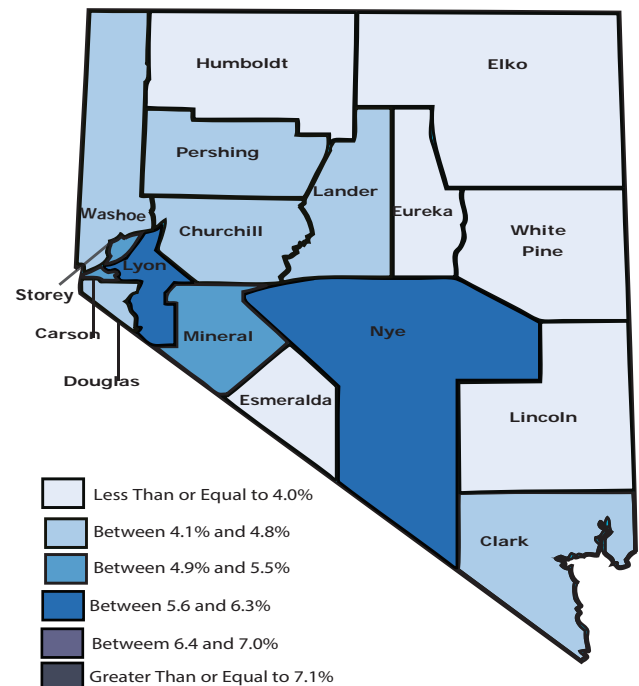 Humboldt
Elko
Pershing
Lander
Eureka
Washoe
Churchill
White
Pine
Lyon
Storey
Carson
Mineral
Nye
Douglas
Esmeralda
Lincoln
Clark
Less Than or Equal to 4.0%
Between 4.1% and 4.8%
Between 4.9% and 5.5%
Between 5.6 and 6.3%
Betweem 6.4 and 7.0%
Greater Than or Equal to 7.1%